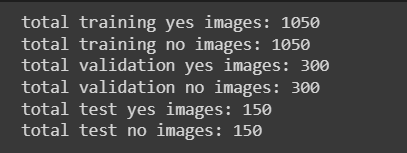 total training yes images: 1050
total training no images: 1050
total validation yes images: 300
total validation no images: 300
total test yes images: 150
total test no images: 150